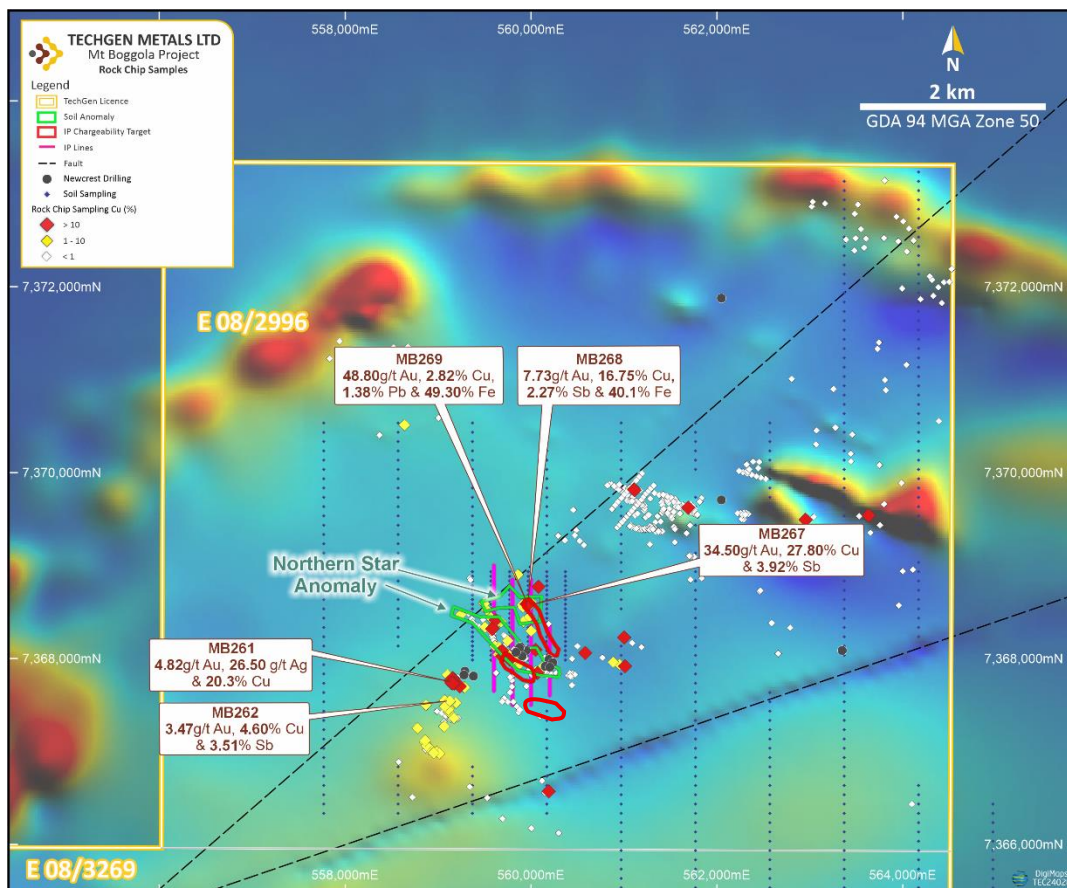 TECHGEN METALS LTD
Mt Boggola Project
Rock Chip Samples
Legend
TechGen Licence
Soil Anomaly
IP Chargeability Target
IP Lines
Fault
Newcrest Drilling
Soil Sampling
Rock Chip Sampling Cu (%)
> 10
1 - 10
< 1
558,000mE
560,000mE
562,000mE
N
2 km
GDA 94 MGA Zone 50
7,372,000mN
7,372,000mN
E 08/2996
MB269
48.80g/t Au, 2.82% Cu,
1.38% Pb & 49.30% Fe
MB268
7.73g/t Au, 16.75% Cu,
2.27% Sb & 40.1% Fe
7,370,000mN
7,370,000mN
MB267
34.50g/t Au, 27.80% Cu
& 3.92% Sb
Northern Star
Anomaly
MB261
4.82g/t Au, 26.50 g/t Ag
& 20.3% Cu
7,368,000mN
7,368,000mN
MB262
3.47g/t Au, 4.60% Cu
& 3.51% Sb
7,366,000mN
E 08/3269
558,000mE
560,000mE
562,000mE
564,000mE
DigiMaps